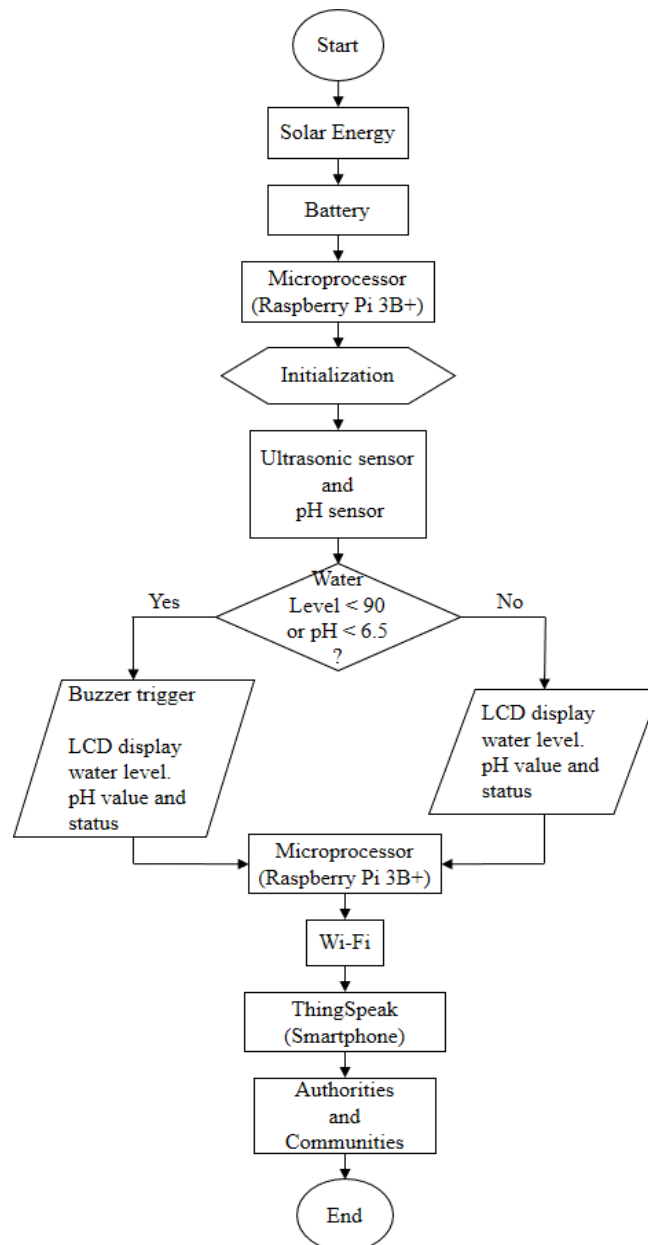 Start
Solar Energy
Battery
Microprocessor
(Raspberry Pi 3B+)
Initialization
Ultrasonic sensor
and
pH sensor
Water
Level < 90
or pH < 6.5
?
Yes
No
Buzzer trigger
LCD display
water level.
pH value and
status
LCD display
water level.
pH value and
status
Microprocessor
(Raspberry Pi 3B+)
Wi-Fi
ThingSpeak
(Smartphone)
Authorities
and
Communities
End